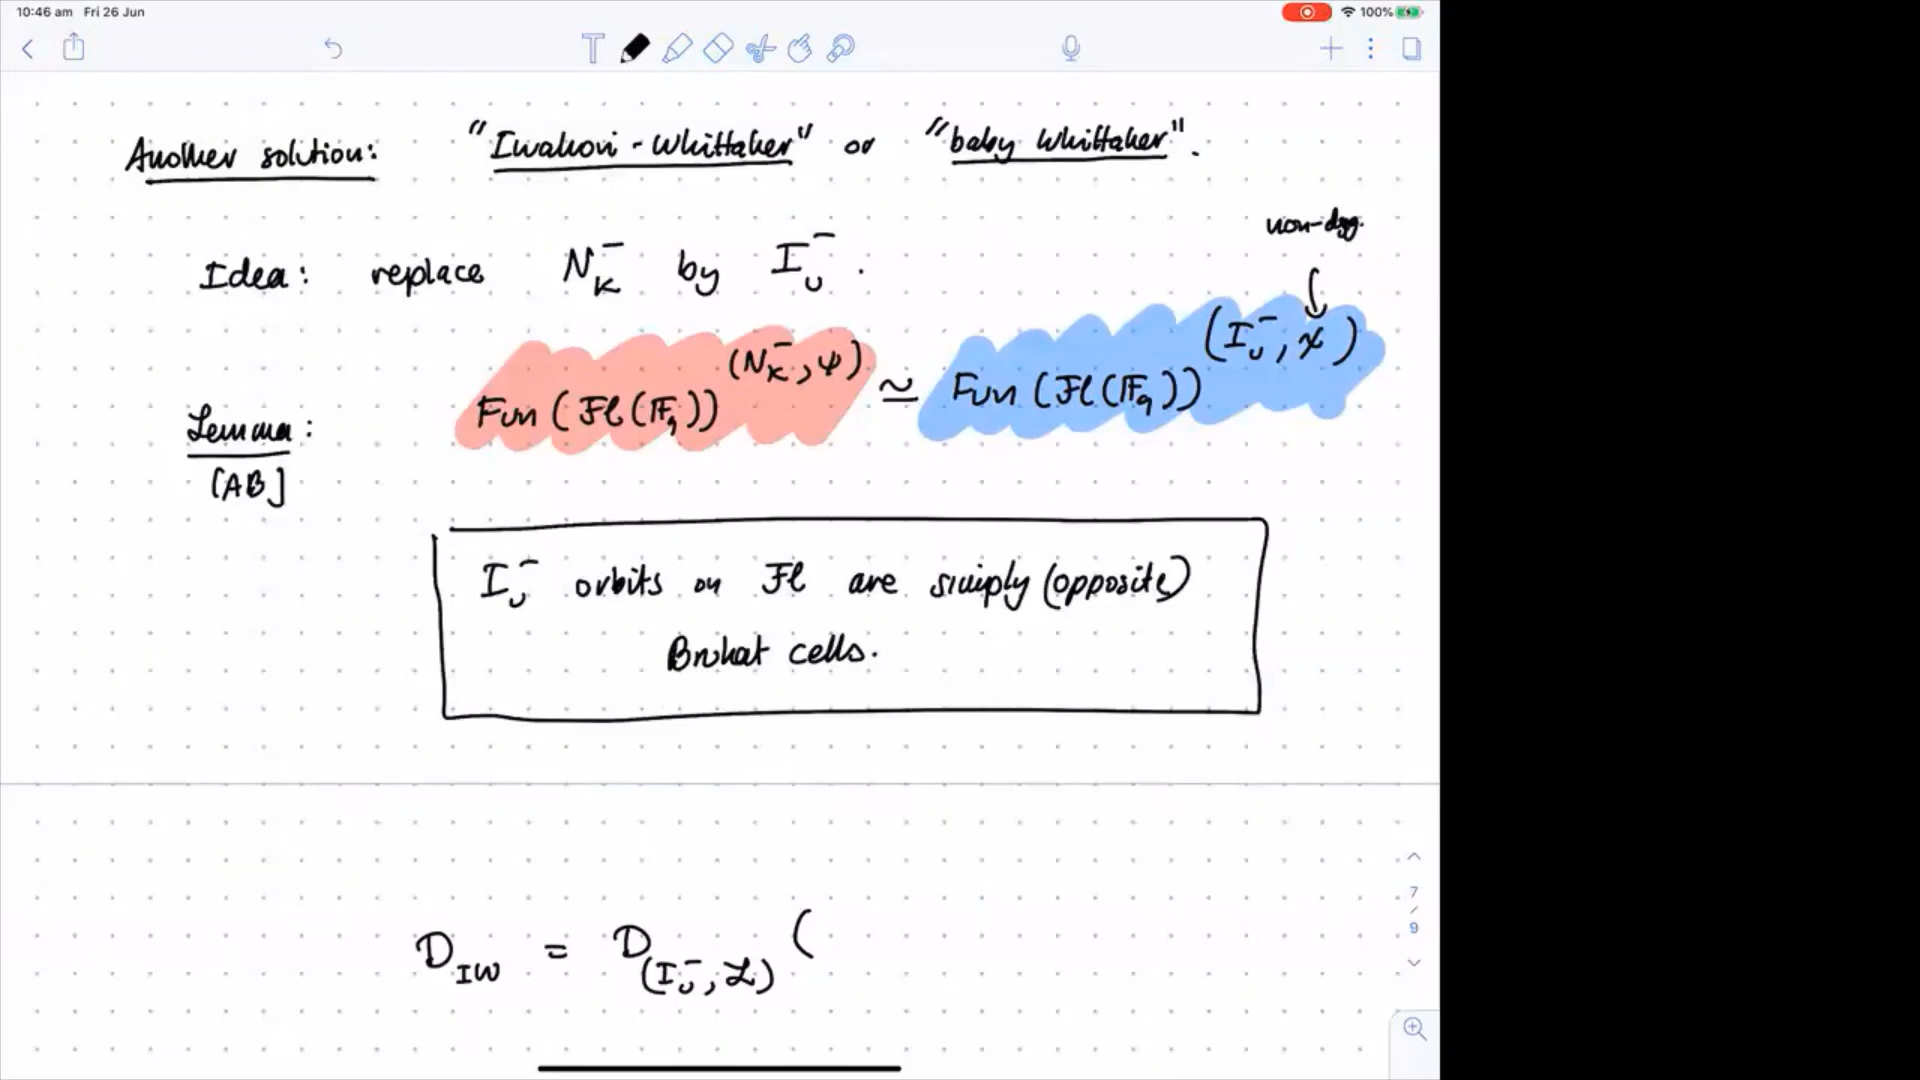 10:46 am Fri 26 Jun
100%
Another solution: "Iwahori - Whittaker" or "baby Whittaker".
non-deg.
Idea: replace N_K^- by I_u^-.
Lemma: Fun (Fl(𝔽_q))^(N_K^-, ψ) ≃ Fun (Fl(𝔽_q))^(I_u^-, χ)
[AB]
I_u^- orbits on Fl are simply (opposite)
Bruhat cells.
7
/
9
D_IW = D_(I_u^-, ℒ) (